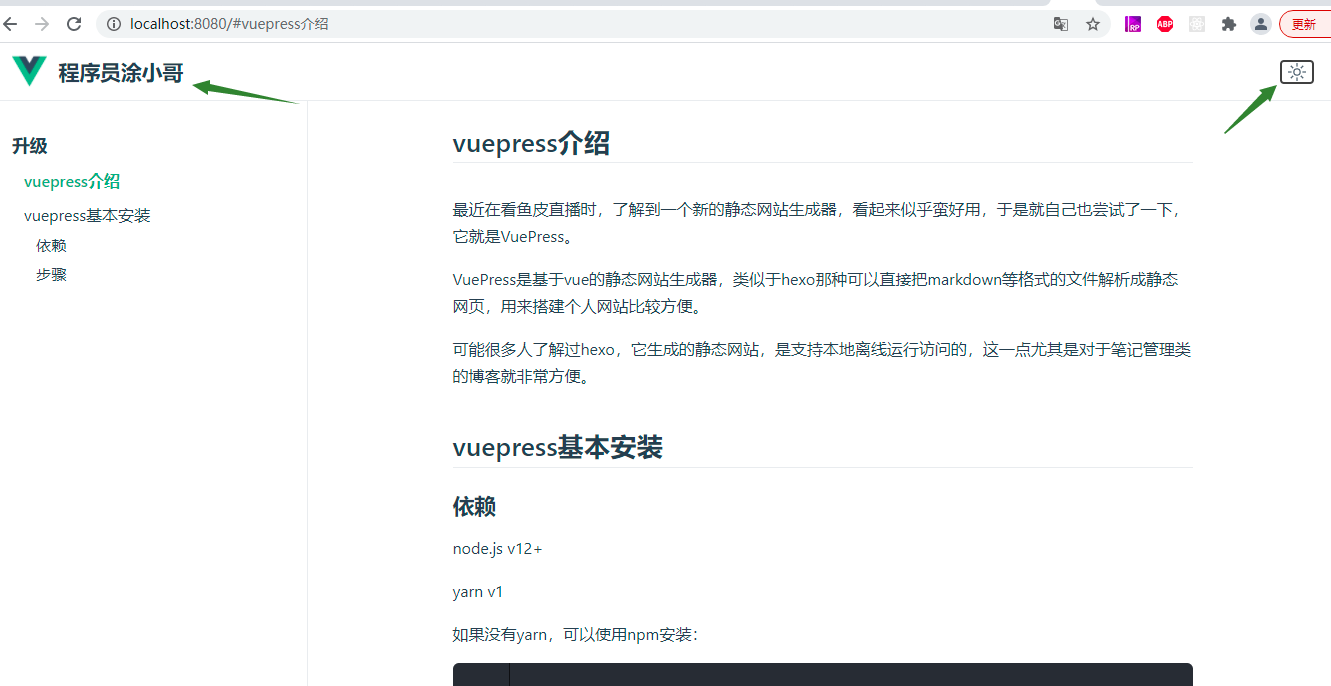 localhost:8080/#vuepress介绍
RP
ABP
更新
程序员涂小哥
升级
vuepress介绍
vuepress基本安装
依赖
步骤
vuepress介绍
最近在看鱼皮直播时，了解到一个新的静态网站生成器，看起来似乎蛮好用，于是就自己也尝试了一下，
它就是VuePress。
VuePress是基于vue的静态网站生成器，类似于hexo那种可以直接把markdown等格式的文件解析成静态
网页，用来搭建个人网站比较方便。
可能很多人了解过hexo，它生成的静态网站，是支持本地离线运行访问的，这一点尤其是对于笔记管理类
的博客就非常方便。
vuepress基本安装
依赖
node.js v12+
yarn v1
如果没有yarn，可以使用npm安装：